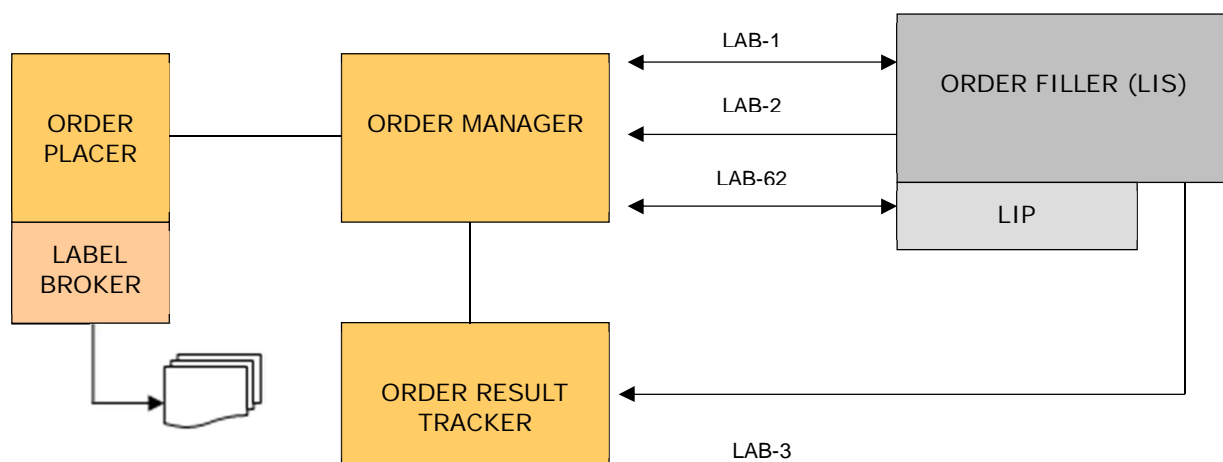 LAB-1
ORDER FILLER (LIS)
ORDER
PLACER
ORDER MANAGER
LAB-2
LAB-62
LIP
LABEL
BROKER
ORDER RESULT
TRACKER
LAB-3